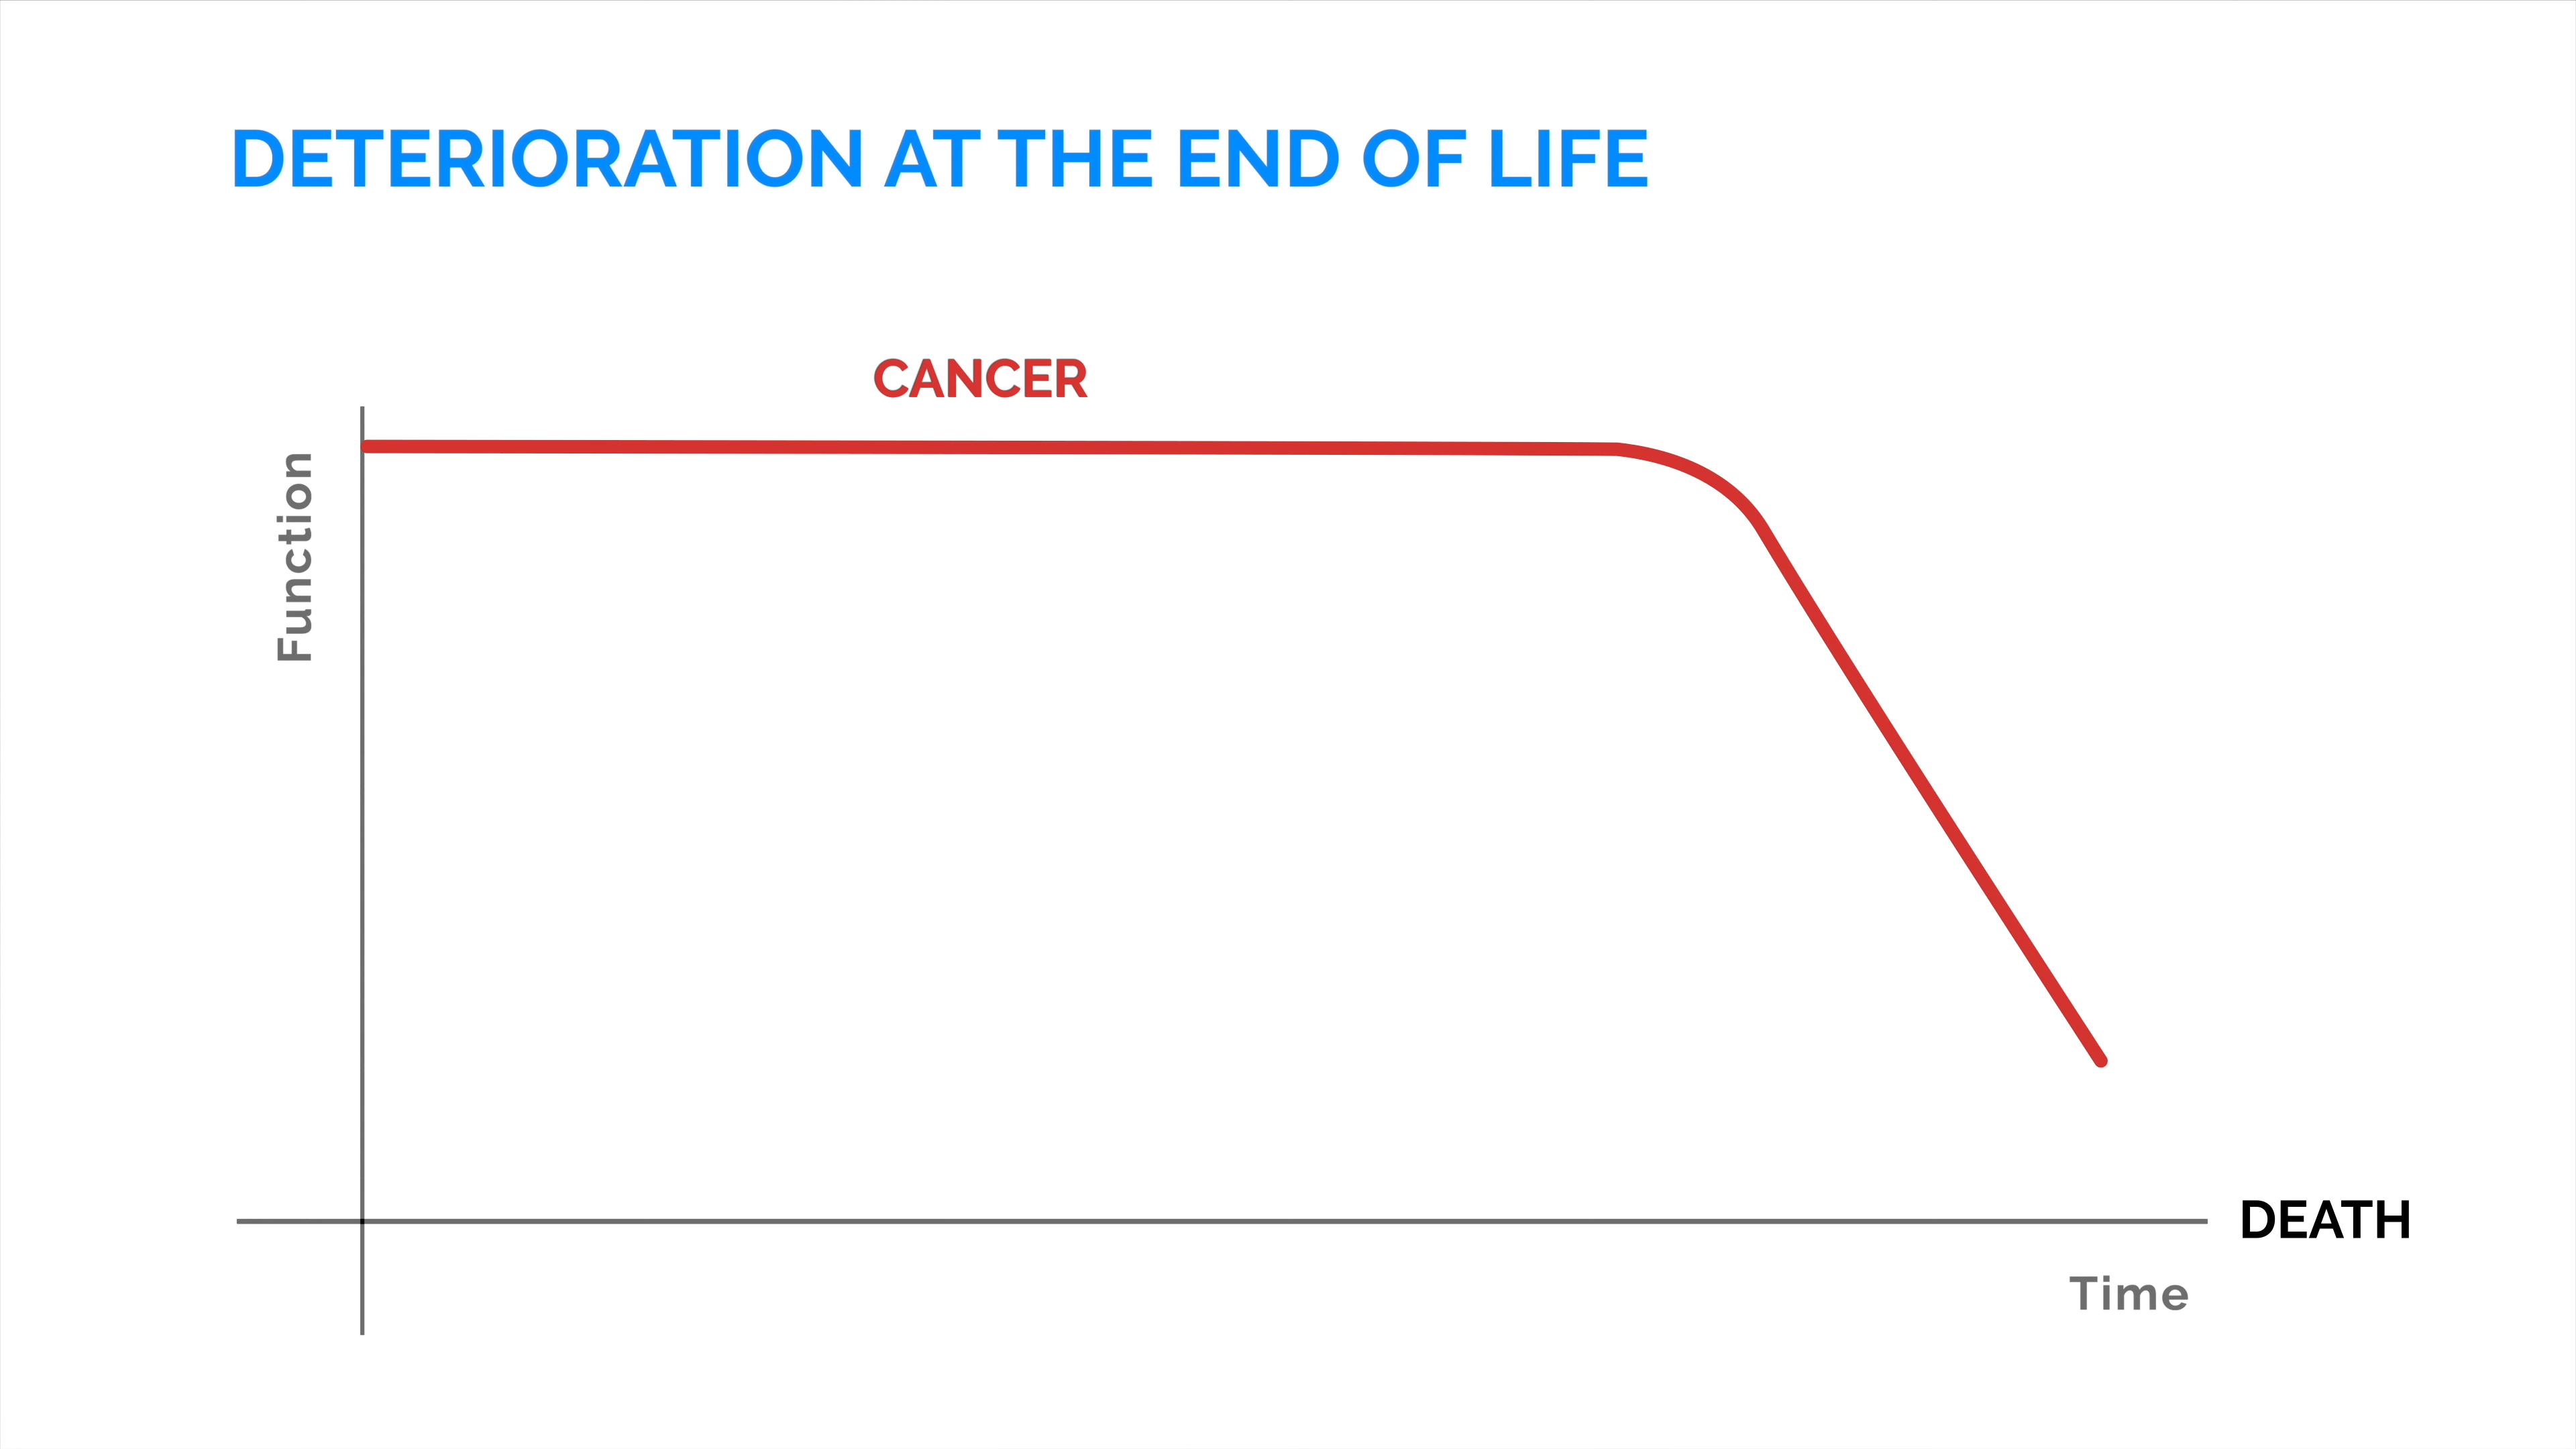 DETERIORATION AT THE END OF LIFE
CANCER
Function
DEATH
Time